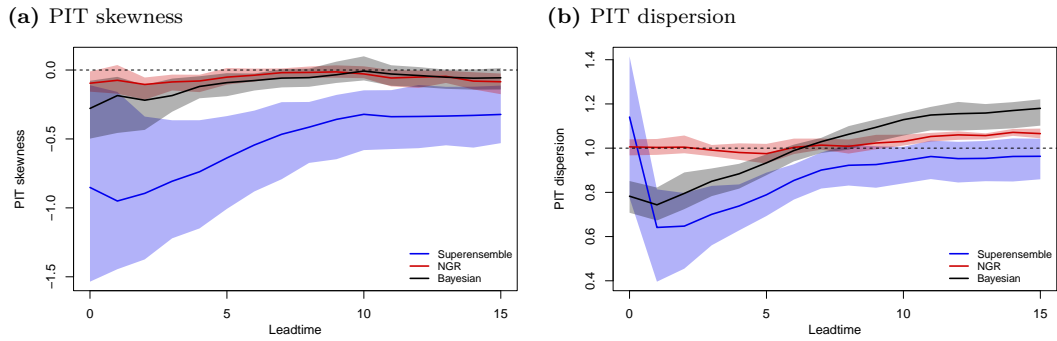 (a) PIT skewness
PIT skewness
0.0
−0.5
−1.0
−1.5
Superensemble
NGR
Bayesian
0 5 10 15
Leadtime
(b) PIT dispersion
PIT dispersion
1.4
1.2
1.0
0.8
0.6
0.4
Superensemble
NGR
Bayesian
0 5 10 15
Leadtime